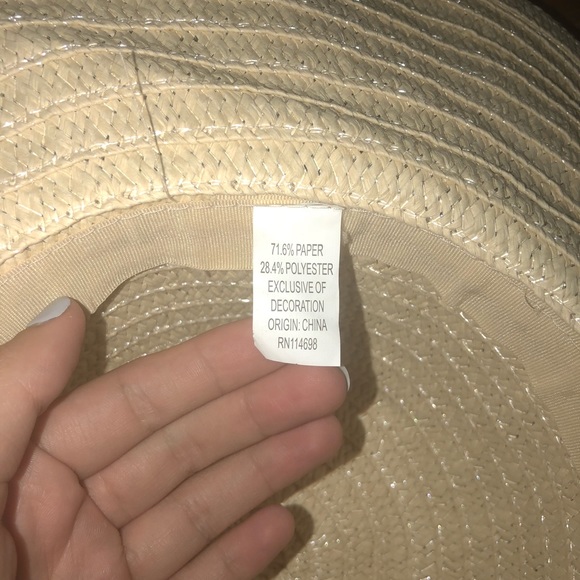 71.6% PAPER
28.4% POLYESTER
EXCLUSIVE OF
DECORATION
ORIGIN: CHINA
RN114698